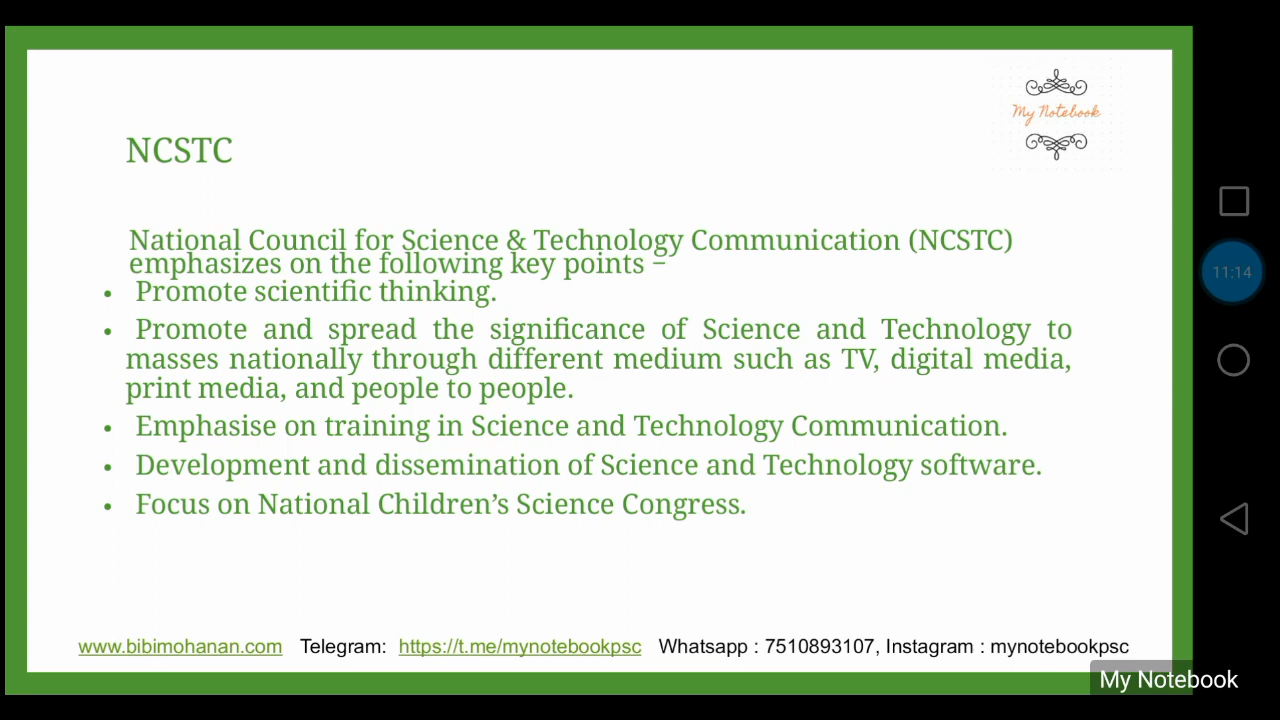 My Notebook
NCSTC
National Council for Science & Technology Communication (NCSTC)
emphasizes on the following key points –
• Promote scientific thinking.
• Promote and spread the significance of Science and Technology to
masses nationally through different medium such as TV, digital media,
print media, and people to people.
• Emphasise on training in Science and Technology Communication.
• Development and dissemination of Science and Technology software.
• Focus on National Children’s Science Congress.
11:14
www.bibimohanan.com Telegram: https://t.me/mynotebookpsc Whatsapp : 7510893107, Instagram : mynotebookpsc
My Notebook